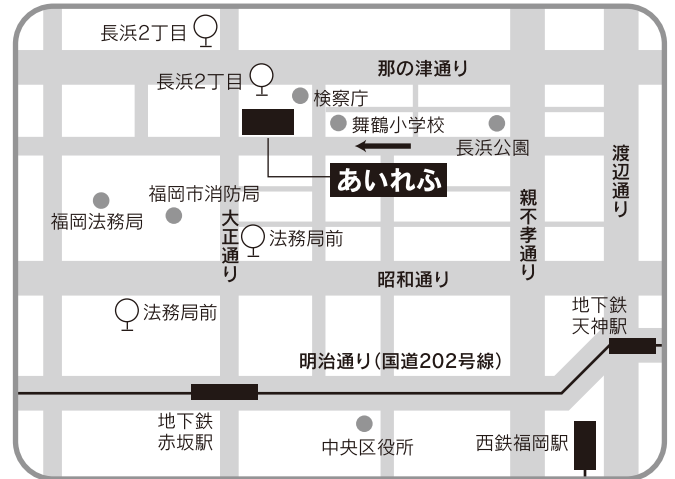 長浜2丁目
那の津通り
長浜2丁目
検察庁
舞鶴小学校
長浜公園
渡辺通り
あいれふ
福岡市消防局
福岡法務局
大正通り
親不孝通り
法務局前
昭和通り
法務局前
地下鉄
天神駅
明治通り(国道202号線)
地下鉄
赤坂駅
中央区役所
西鉄福岡駅